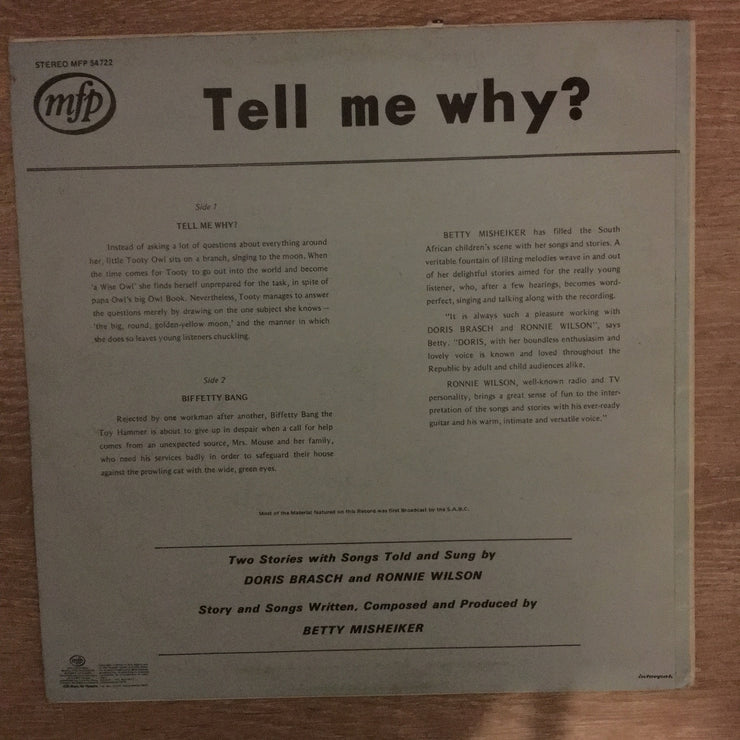 STEREO MFP 54722
mfp
Tell me why?
Side 1
TELL ME WHY?
Instead of asking a lot of questions about everything around
her, little Tooty Owl sits on a branch, singing to the moon. When
the time comes for Tooty to go out into the world and become
'a Wise Owl' she finds herself unprepared for the task, in spite of
papa Owl's big Owl Book. Nevertheless, Tooty manages to answer
the questions merely by drawing on the one subject she knows —
'the big, round, golden-yellow moon,' and the manner in which
she does so leaves young listeners chuckling.
Side 2
BIFFETTY BANG
Rejected by one workman after another, Biffetty Bang the
Toy Hammer is about to give up in despair when a call for help
comes from an unexpected source, Mrs. Mouse and her family,
who need his services badly in order to safeguard their house
against the prowling cat with the wide, green eyes.
BETTY MISHEIKER has filled the South
African children's scene with her songs and stories. A
veritable fountain of lilting melodies weave in and out
of her delightful stories aimed for the really young
listener, who, after a few hearings, becomes word-
perfect, singing and talking along with the recording.
"It is always such a pleasure working with
DORIS BRASCH and RONNIE WILSON", says
Betty. "DORIS, with her boundless enthusiasim and
lovely voice is known and loved throughout the
Republic by adult and child audiences alike.
RONNIE WILSON, well-known radio and TV
personality, brings a great sense of fun to the inter-
pretation of the songs and stories with his ever-ready
guitar and his warm, intimate and versatile voice."
Most of the Material featured on this Record was first Broadcast by the S.A.B.C.
Two Stories with Songs Told and Sung by
DORIS BRASCH and RONNIE WILSON
Story and Songs Written, Composed and Produced by
BETTY MISHEIKER
mfp
interpak